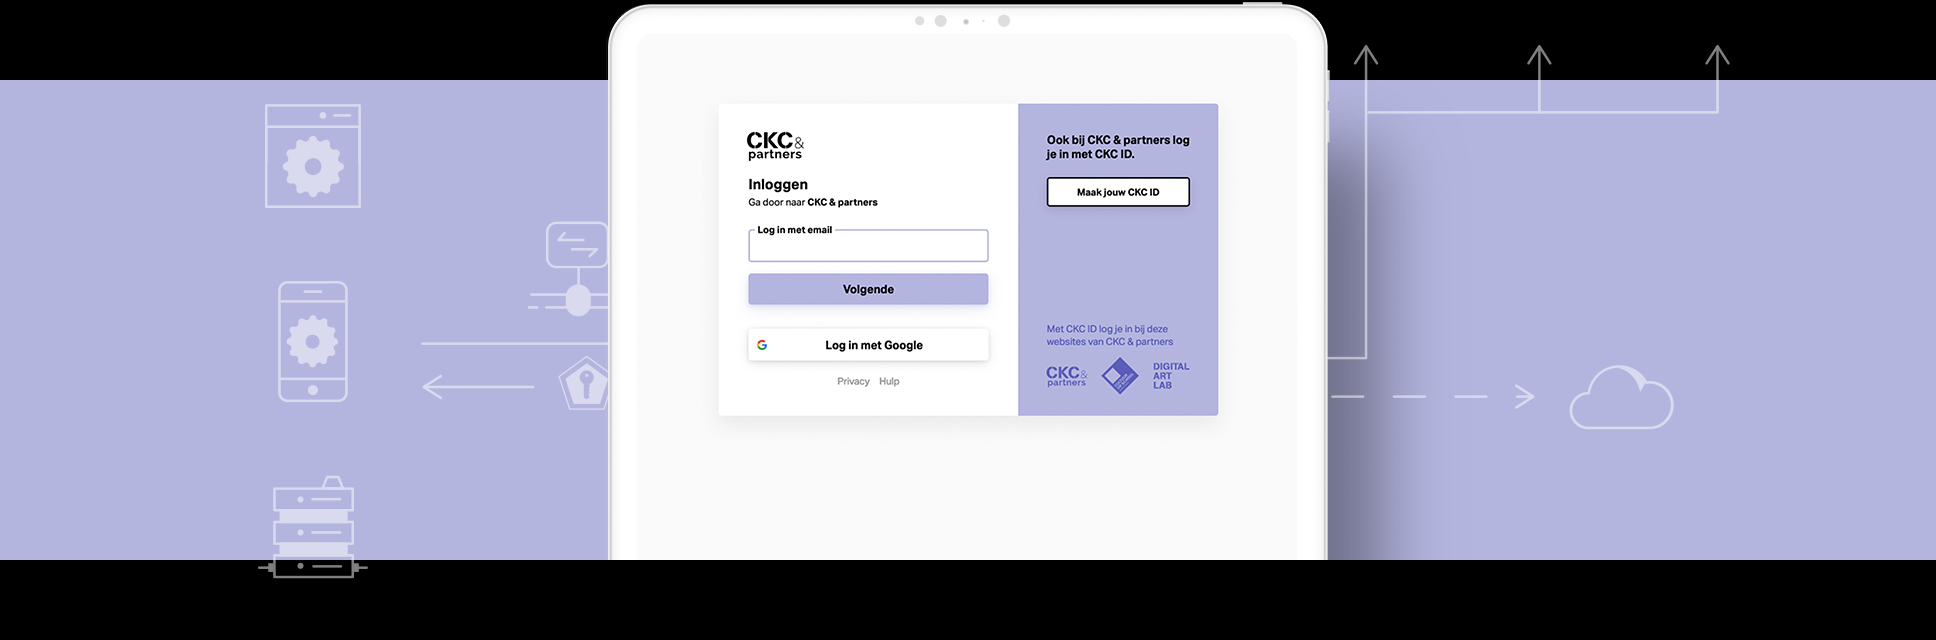 CKC&
partners
Inloggen
Ga door naar CKC & partners
Log in met email
Volgende
Log in met Google
Privacy Hulp
Ook bij CKC & partners log
je in met CKC ID.
Maak jouw CKC ID
Met CKC ID log je in bij deze
websites van CKC & partners
CKC&
partners
DIGITAL
ART
LAB